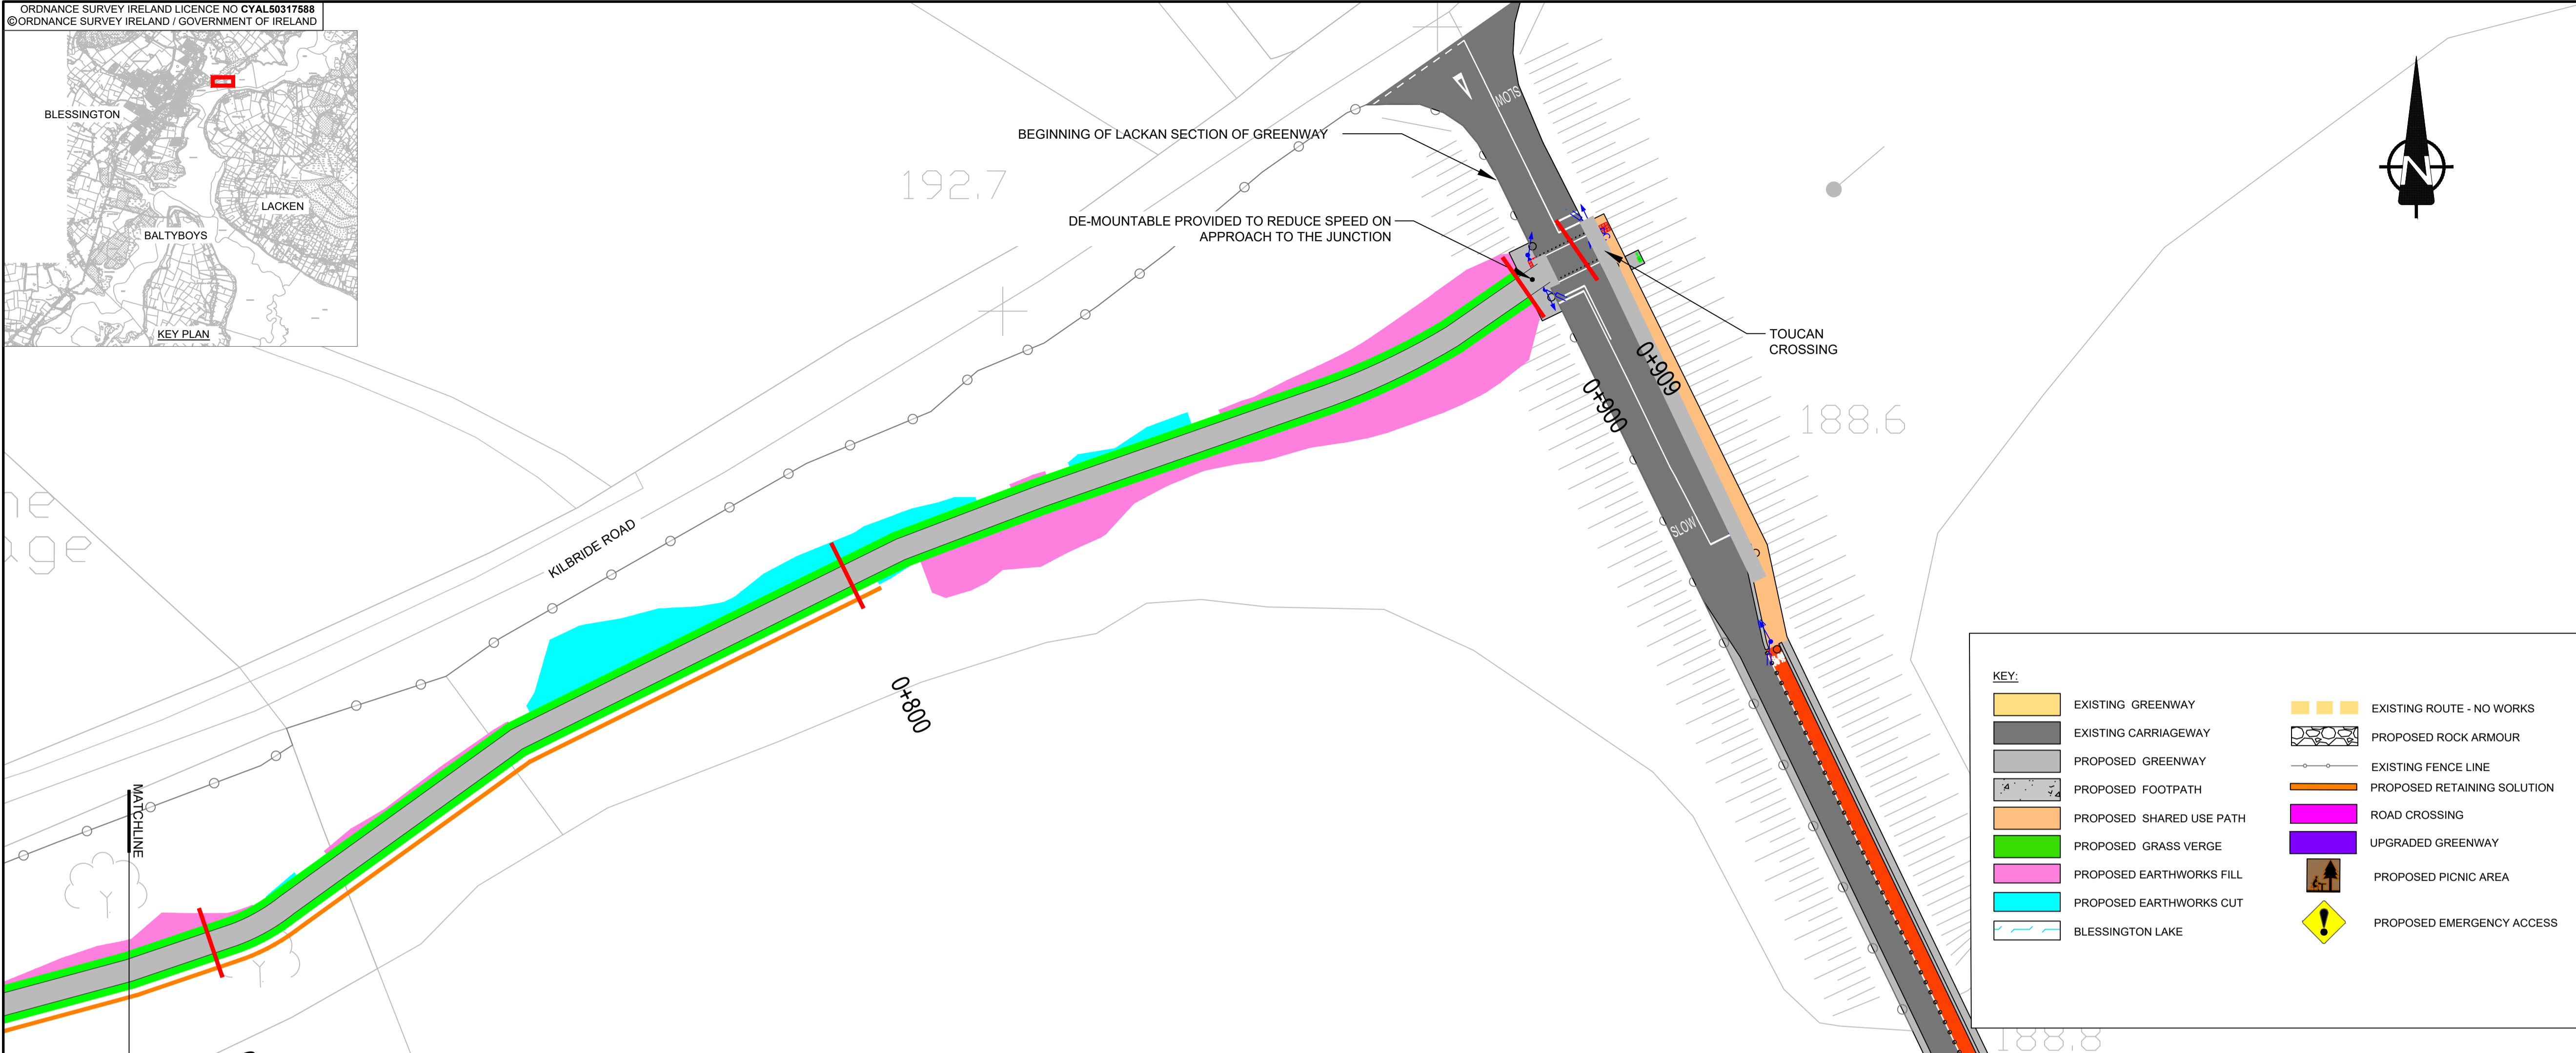 ORDNANCE SURVEY IRELAND LICENCE NO CYAL50317588
©ORDNANCE SURVEY IRELAND / GOVERNMENT OF IRELAND
BLESSINGTON
LACKEN
BALTYBOYS
KEY PLAN
192.7
BEGINNING OF LACKAN SECTION OF GREENWAY
DE-MOUNTABLE PROVIDED TO REDUCE SPEED ON
APPROACH TO THE JUNCTION
SLOW
N
TOUCAN
CROSSING
0+909
0+900
188.6
SLOW
KILBRIDE ROAD
0+800
MATCHLINE
KEY:
EXISTING GREENWAY
EXISTING CARRIAGEWAY
PROPOSED GREENWAY
PROPOSED FOOTPATH
PROPOSED SHARED USE PATH
PROPOSED GRASS VERGE
PROPOSED EARTHWORKS FILL
PROPOSED EARTHWORKS CUT
BLESSINGTON LAKE
EXISTING ROUTE - NO WORKS
PROPOSED ROCK ARMOUR
EXISTING FENCE LINE
PROPOSED RETAINING SOLUTION
ROAD CROSSING
UPGRADED GREENWAY
PROPOSED PICNIC AREA
PROPOSED EMERGENCY ACCESS
188.8